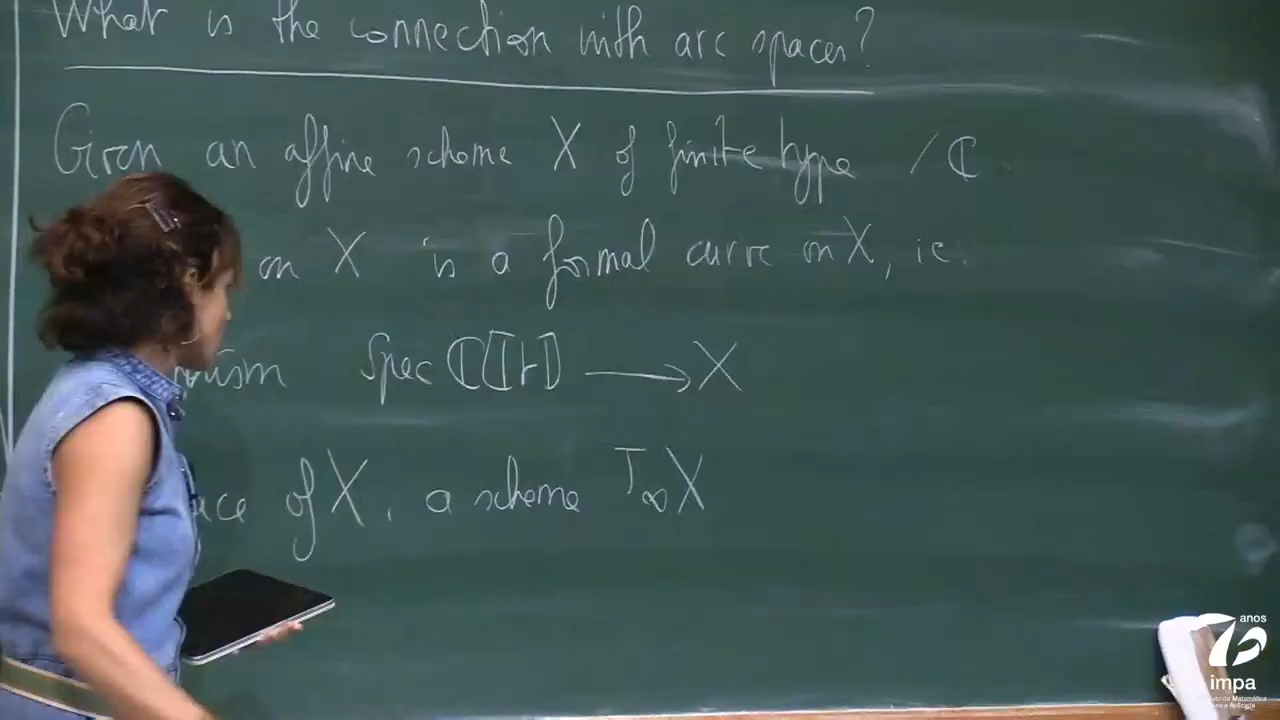 What is the connection with arc spaces?
Given an affine scheme X of finite type / ℂ
on X is a formal curve on X, ie.
Spec ℂ[[t]] ⟶ X
of X, a scheme J∞X
anos
impa